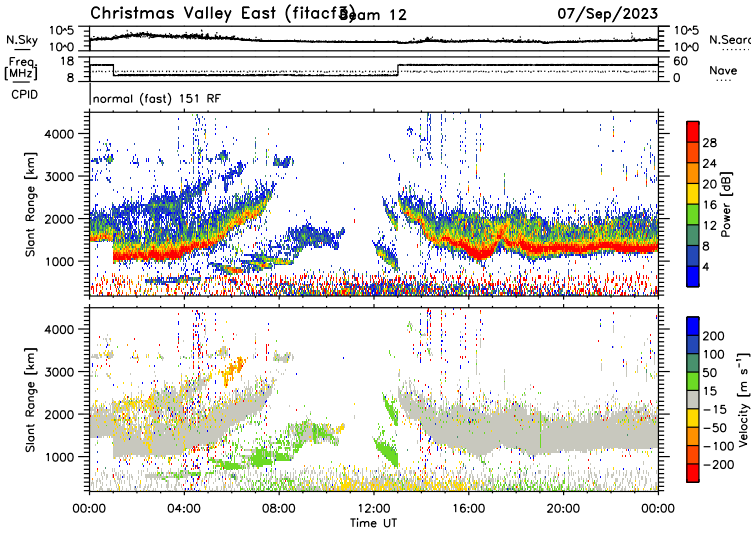 Christmas Valley East (fitacf3) Beam 12 07/Sep/2023
N.Sky 10^5 10^0 10^5 10^0 N.Searc
Freq. [MHz] 18 8 60 0 Nave
CPID normal (fast) 151 RF
Slant Range [km] 4000 3000 2000 1000
Power [dB] 28 24 20 16 12 8 4
Slant Range [km] 4000 3000 2000 1000
Velocity [m s⁻¹] 200 100 50 15 −15 −50 −100 −200
00:00 04:00 08:00 12:00 16:00 20:00 00:00
Time UT